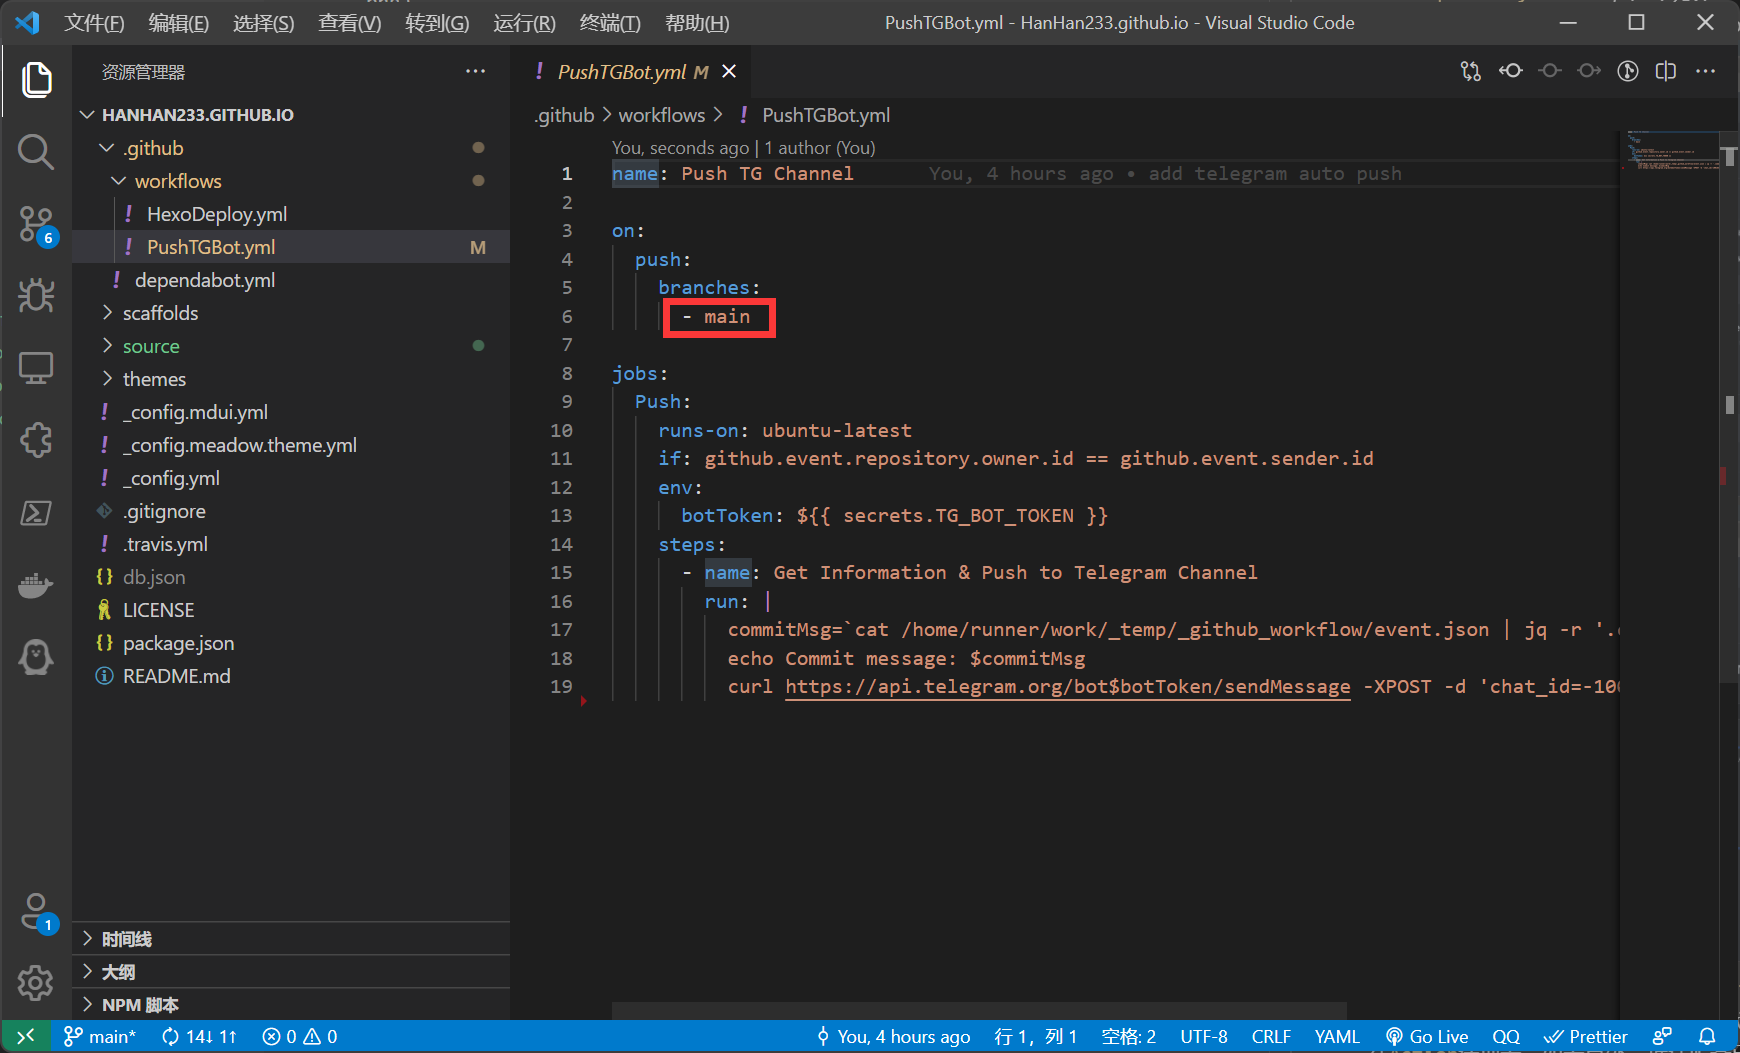 文件(F) 编辑(E) 选择(S) 查看(V) 转到(G) 运行(R) 终端(T) 帮助(H) PushTGBot.yml - HanHan233.github.io - Visual Studio Code
资源管理器
HANHAN233.GITHUB.IO
.github
workflows
! HexoDeploy.yml
! PushTGBot.yml M
! dependabot.yml
scaffolds
source
themes
! _config.mdui.yml
! _config.meadow.theme.yml
! _config.yml
.gitignore
! .travis.yml
{} db.json
LICENSE
{} package.json
README.md
时间线
大纲
NPM 脚本
6
1
! PushTGBot.yml M
.github > workflows > ! PushTGBot.yml
You, seconds ago | 1 author (You)
1 name: Push TG Channel You, 4 hours ago • add telegram auto push
2
3 on:
4 push:
5 branches:
6 - main
7
8 jobs:
9 Push:
10 runs-on: ubuntu-latest
11 if: github.event.repository.owner.id == github.event.sender.id
12 env:
13 botToken: ${{ secrets.TG_BOT_TOKEN }}
14 steps:
15 - name: Get Information & Push to Telegram Channel
16 run: |
17 commitMsg=`cat /home/runner/work/_temp/_github_workflow/event.json | jq -r '.
18 echo Commit message: $commitMsg
19 curl https://api.telegram.org/bot$botToken/sendMessage -XPOST -d 'chat_id=-10
main* 14↓ 1↑ 0 0 You, 4 hours ago 行 1，列 1 空格: 2 UTF-8 CRLF YAML Go Live QQ Prettier